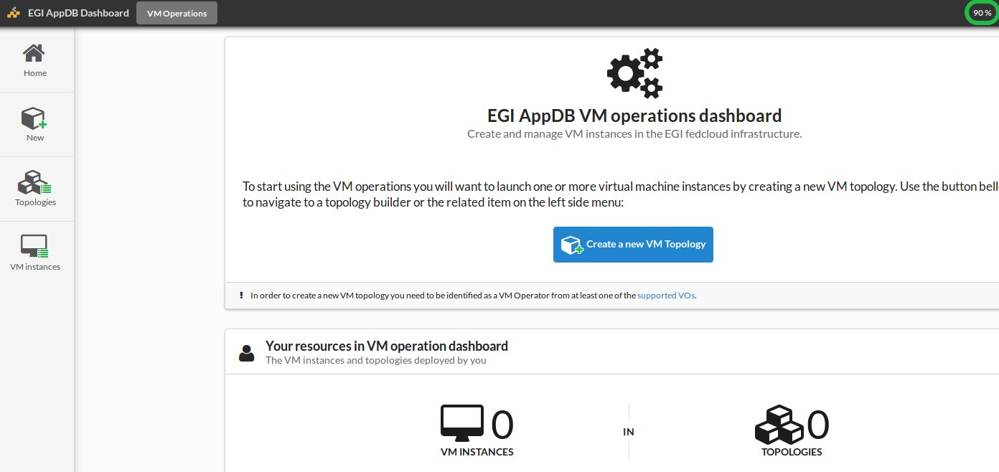 EGI AppDB Dashboard
VM Operations
90 %
Home
New
Topologies
VM instances
EGI AppDB VM operations dashboard
Create and manage VM instances in the EGI fedcloud infrastructure.
To start using the VM operations you will want to launch one or more virtual machine instances by creating a new VM topology. Use the button bell
to navigate to a topology builder or the related item on the left side menu:
Create a new VM Topology
! In order to create a new VM topology you need to be identified as a VM Operator from at least one of the supported VOs.
Your resources in VM operation dashboard
The VM instances and topologies deployed by you
0
VM INSTANCES
IN
0
TOPOLOGIES